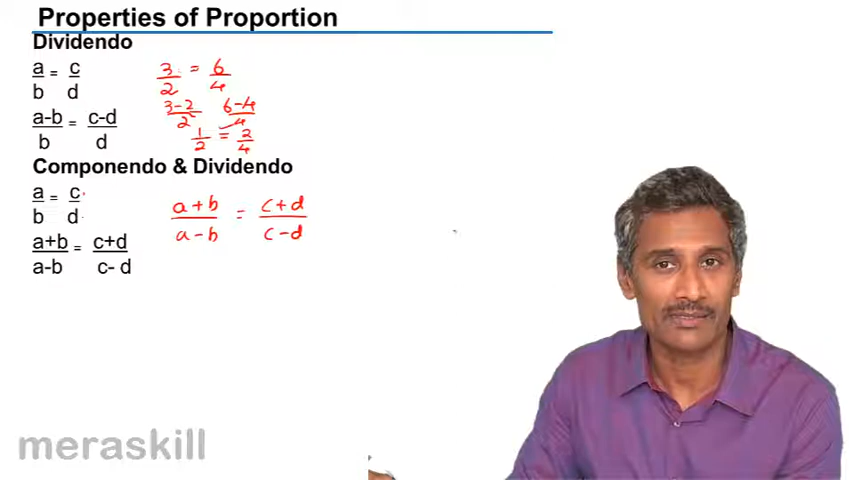 Properties of Proportion
Dividendo
a = c
b d
a-b = c-d
b d
3/2 = 6/4
3-2/2 6-4/4
1/2 = 2/4
Componendo & Dividendo
a = c
b d
a+b = c+d
a-b c- d
a+b/a-b = c+d/c-d
meraskill